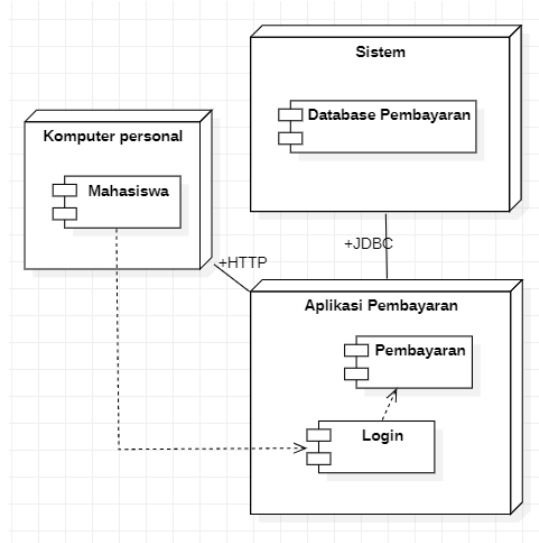 Sistem
Database Pembayaran
Komputer personal
Mahasiswa
+JDBC
+HTTP
Aplikasi Pembayaran
Pembayaran
Login